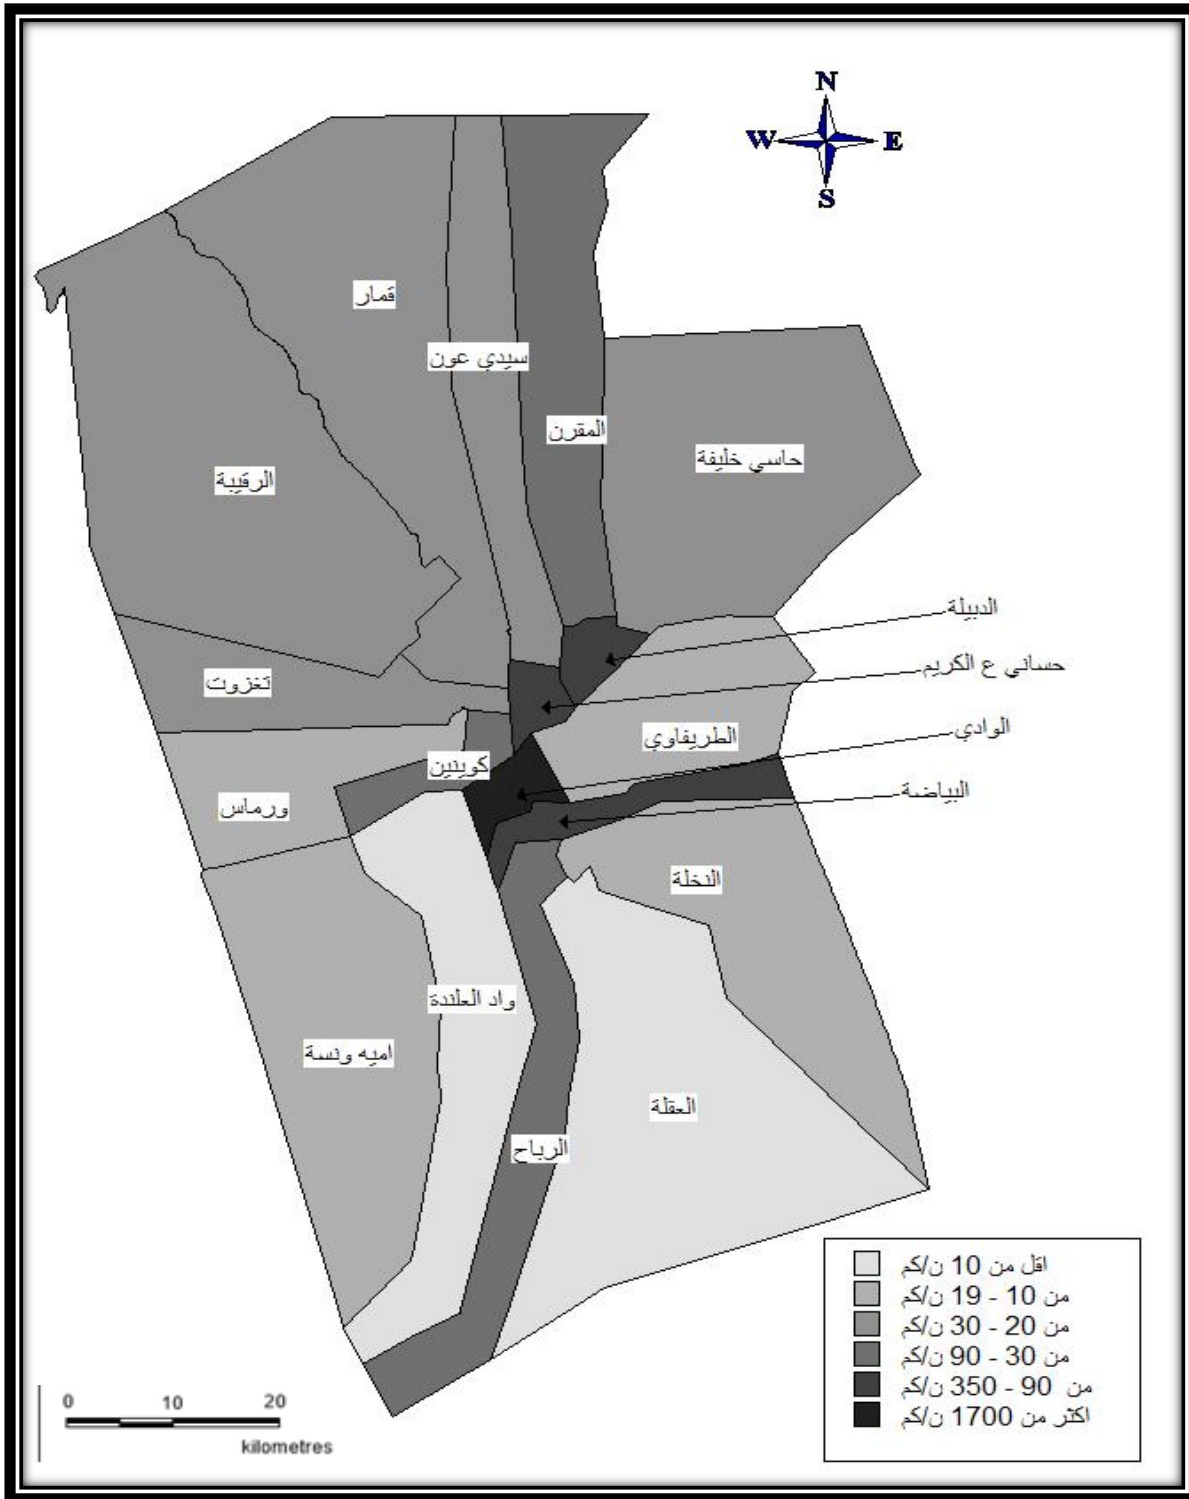 N
W E
S
قمار
سيدي عون
المقرن
حاسي خليفة
الرقيبة
الدبيلة
حساني ع الكريم
تغزوت
الوادي
الطريفاوي
كوينين
البياضة
ورماس
النخلة
واد العلندة
اميه ونسة
العقلة
الرباح
اقل من 10 ن/كم
من 10 - 19 ن/كم
من 20 - 30 ن/كم
من 30 - 90 ن/كم
من 90 - 350 ن/كم
اكثر من 1700 ن/كم
0 10 20
kilometres